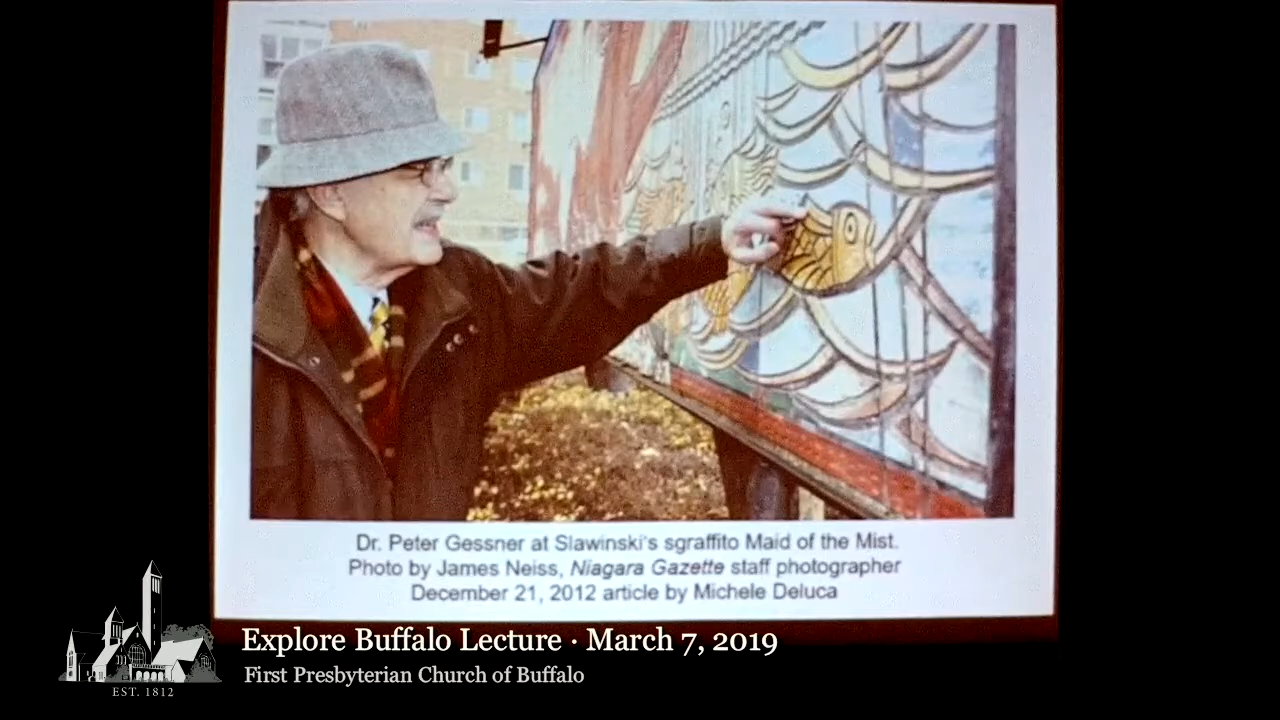 Dr. Peter Gessner at Slawinski's sgraffito Maid of the Mist.
Photo by James Neiss, Niagara Gazette staff photographer
December 21, 2012 article by Michele Deluca
Explore Buffalo Lecture · March 7, 2019
First Presbyterian Church of Buffalo
EST. 1812